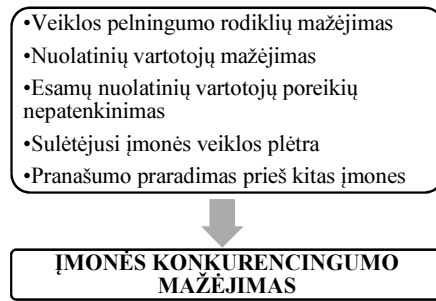 •Veiklos pelningumo rodiklių mažėjimas
•Nuolatinių vartotojų mažėjimas
•Esamų nuolatinių vartotojų poreikių
nepatenkinimas
•Sulėtėjusi įmonės veiklos plėtra
•Pranašumo praradimas prieš kitas įmones
ĮMONĖS KONKURENCINGUMO
MAŽĖJIMAS